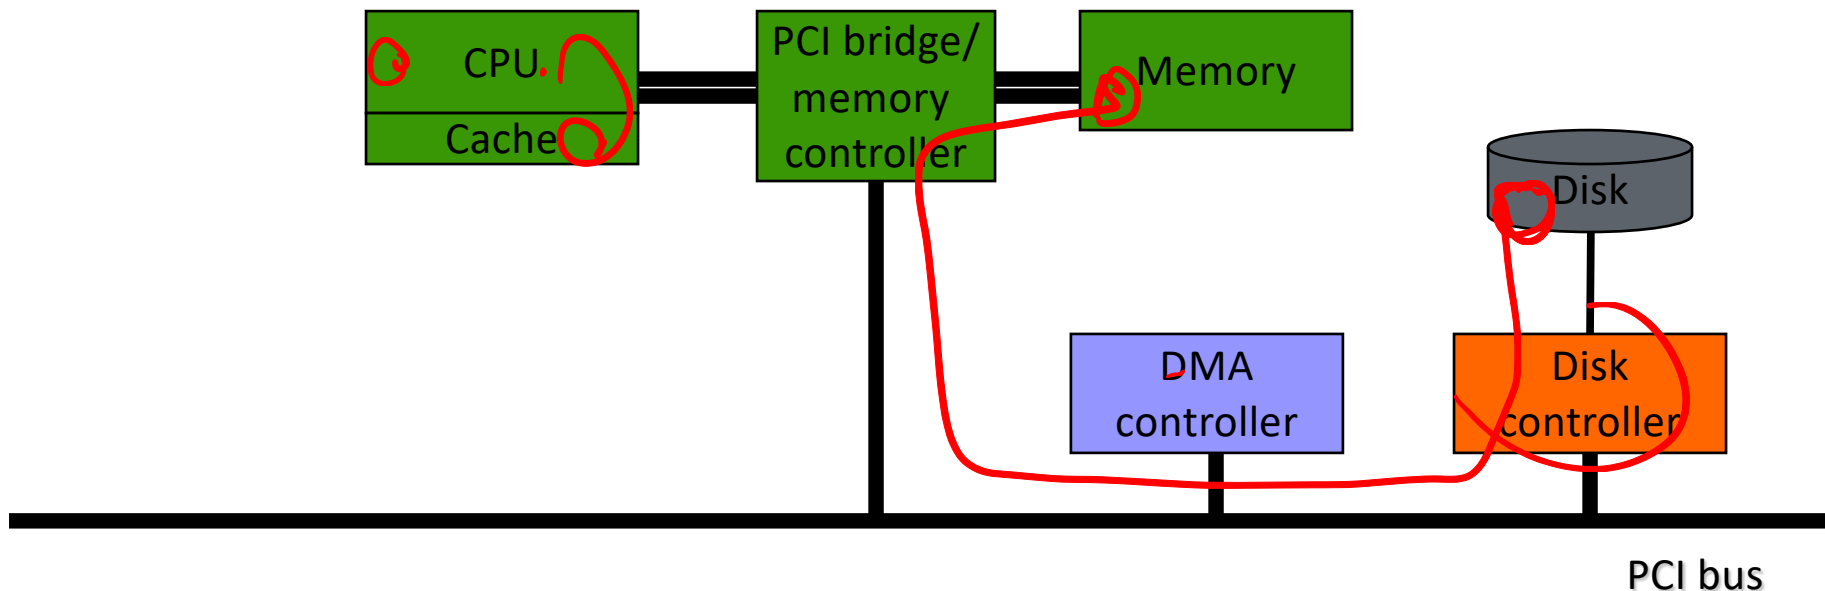 CPU
Cache
PCI bridge/
memory
controller
Memory
Disk
DMA
controller
Disk
controller
PCI bus